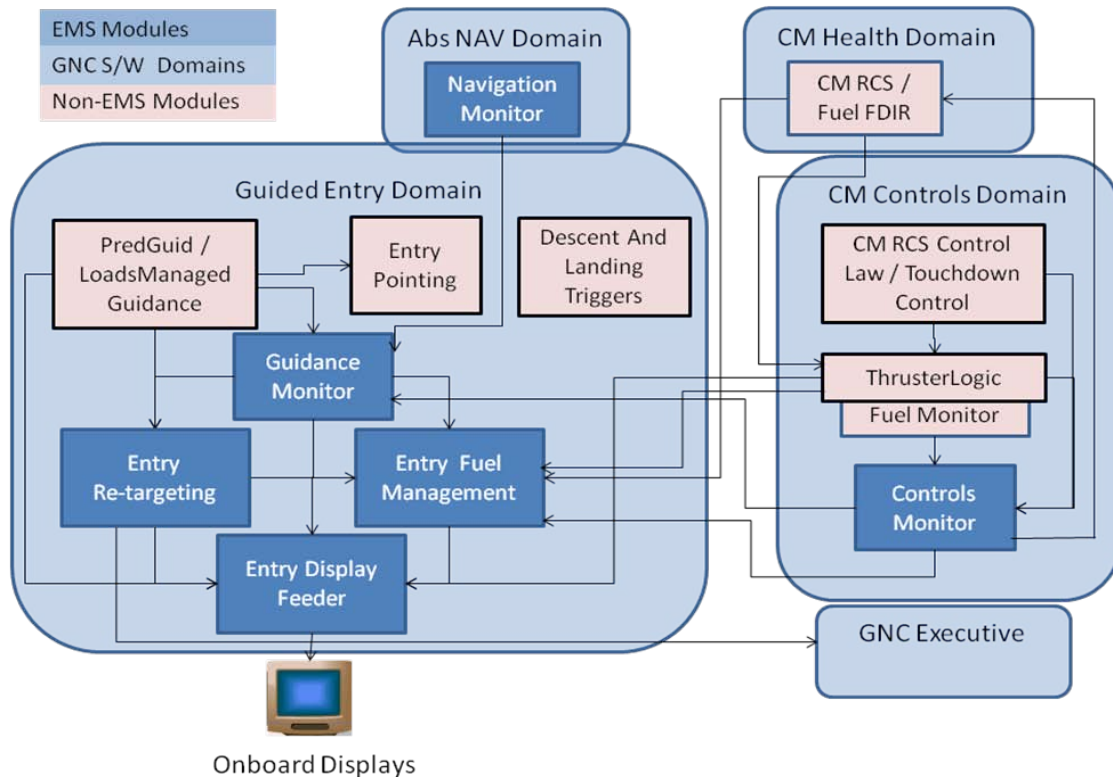 EMS Modules
GNC S/W Domains
Non-EMS Modules
Abs NAV Domain
Navigation
Monitor
CM Health Domain
CM RCS /
Fuel FDIR
Guided Entry Domain
PredGuid /
LoadsManaged
Guidance
Entry
Pointing
Descent And
Landing
Triggers
Guidance
Monitor
Entry
Re-targeting
Entry Fuel
Management
Entry Display
Feeder
CM Controls Domain
CM RCS Control
Law / Touchdown
Control
ThrusterLogic
Fuel Monitor
Controls
Monitor
GNC Executive
Onboard Displays